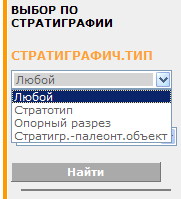 ВЫБОР ПО
СТРАТИГРАФИИ
СТРАТИГРАФИЧ.ТИП
Любой
Любой
Стратотип
Опорный разрез
Стратигр.-палеонт.объект
Найти